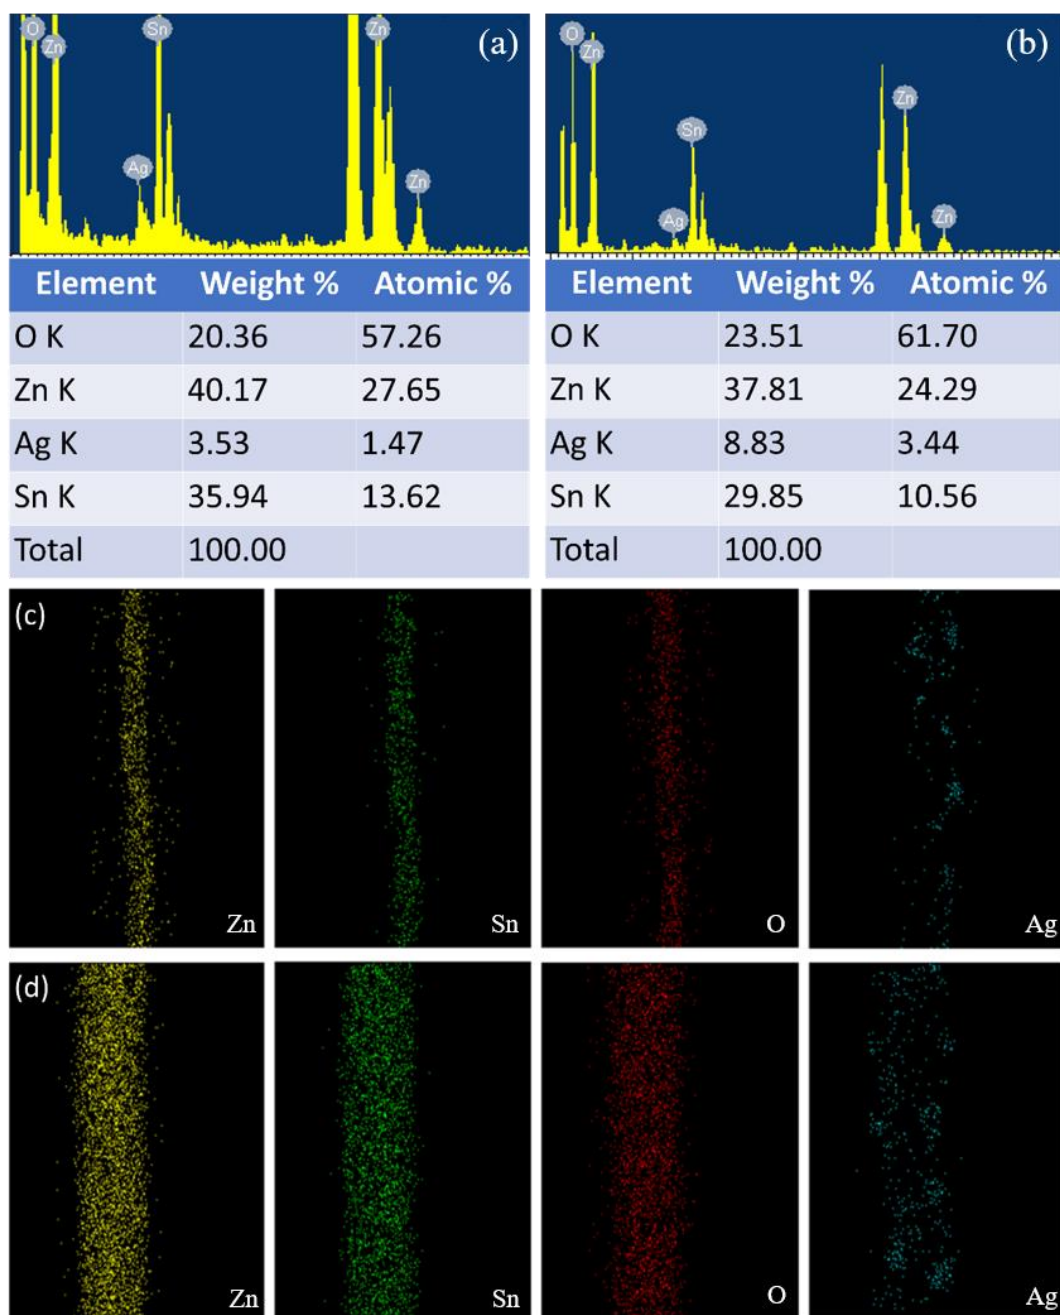 O Zn Sn Ag Zn Zn (a)
O Zn Sn Ag Zn Zn (b)
Element Weight % Atomic %
O K 20.36 57.26
Zn K 40.17 27.65
Ag K 3.53 1.47
Sn K 35.94 13.62
Total 100.00
Element Weight % Atomic %
O K 23.51 61.70
Zn K 37.81 24.29
Ag K 8.83 3.44
Sn K 29.85 10.56
Total 100.00
(c)
Zn Sn O Ag
(d)
Zn Sn O Ag